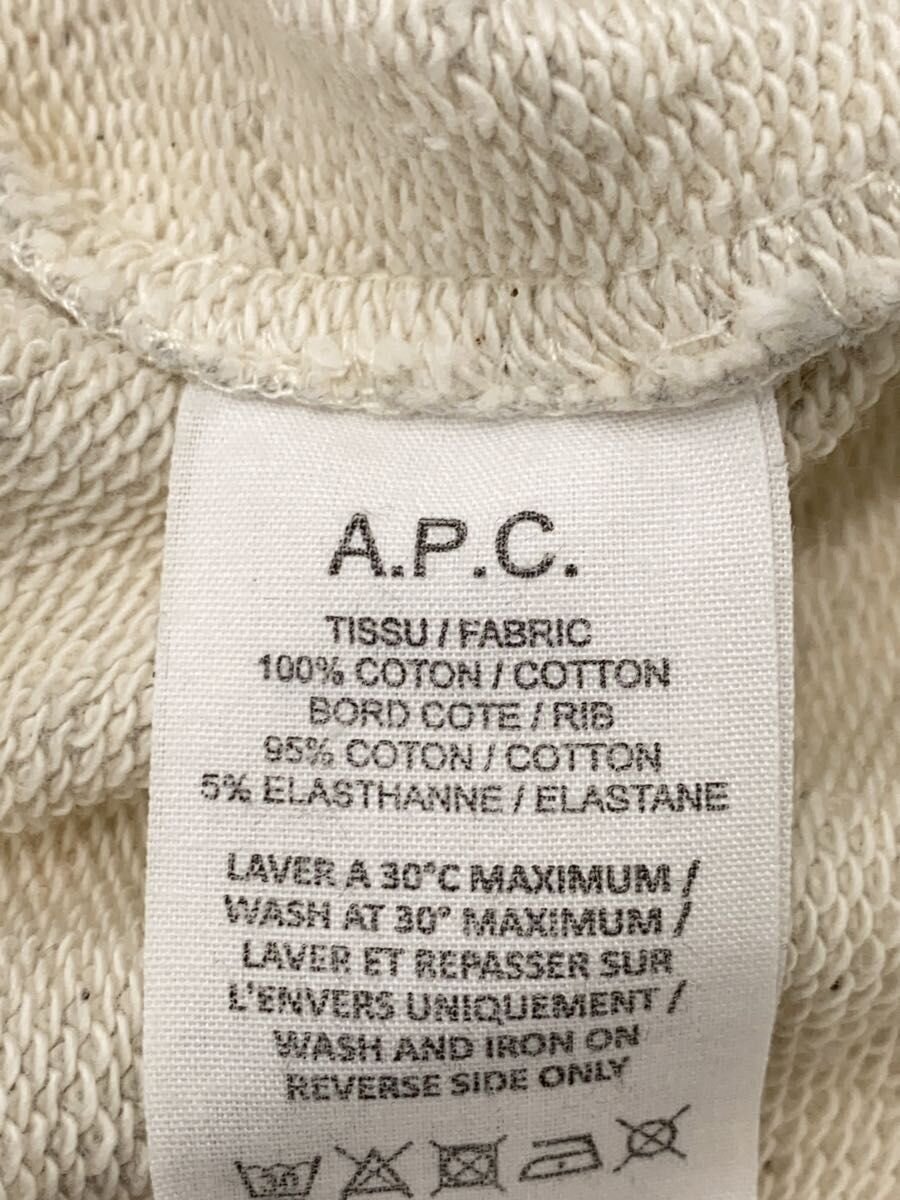 A.P.C.
TISSU / FABRIC
100% COTON / COTTON
BORD COTE / RIB
95% COTON / COTTON
5% ELASTHANNE / ELASTANE
LAVER A 30°C MAXIMUM /
WASH AT 30° MAXIMUM /
LAVER ET REPASSER SUR
L'ENVERS UNIQUEMENT /
WASH AND IRON ON
REVERSE SIDE ONLY
30